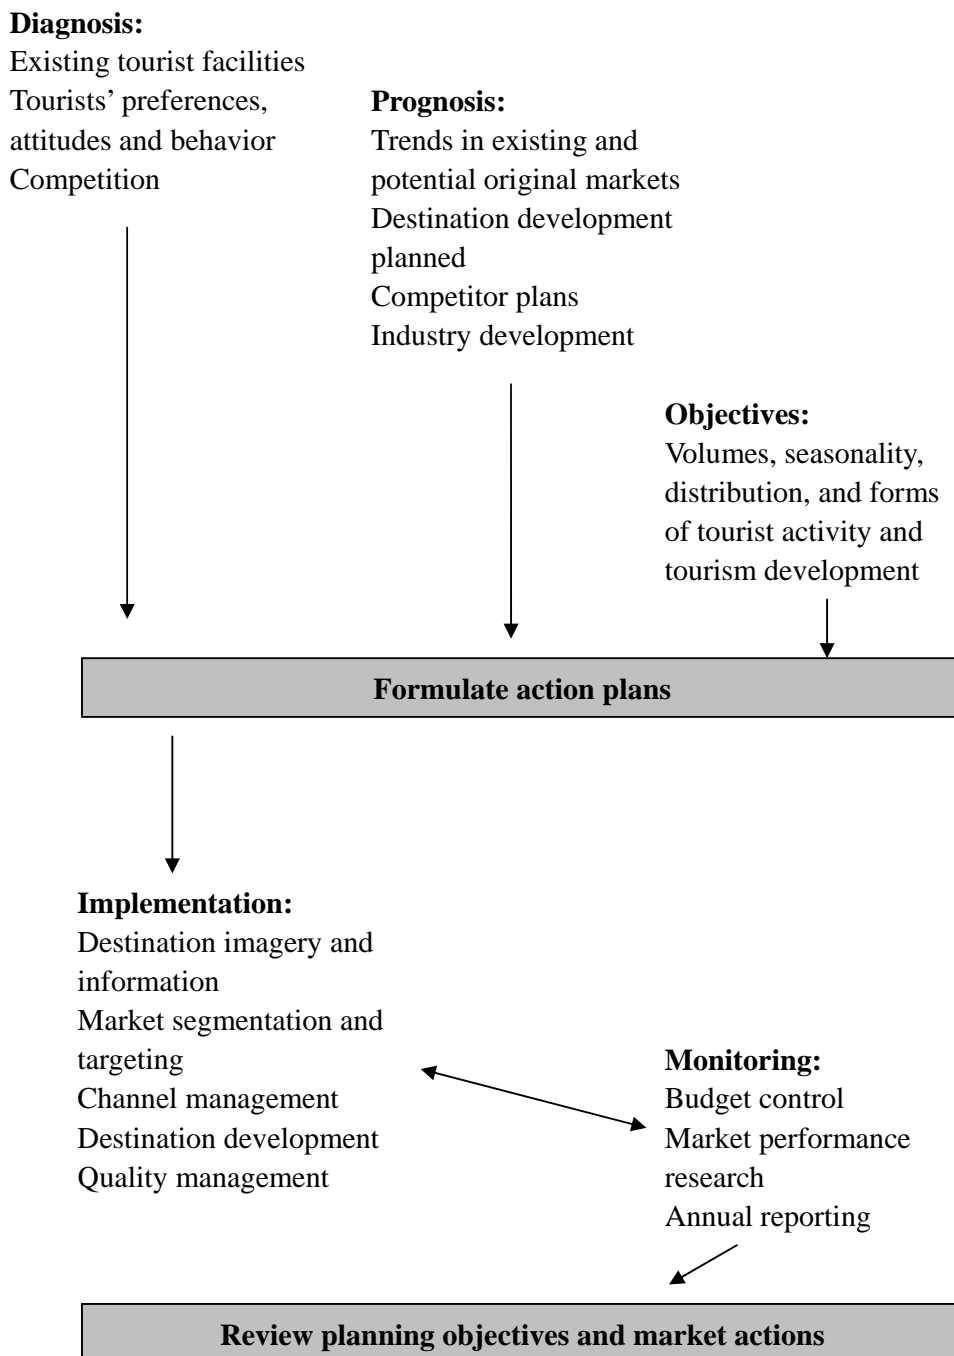 Diagnosis:
Existing tourist facilities
Tourists’ preferences,
attitudes and behavior
Competition
Prognosis:
Trends in existing and
potential original markets
Destination development
planned
Competitor plans
Industry development
Objectives:
Volumes, seasonality,
distribution, and forms
of tourist activity and
tourism development
Formulate action plans
Implementation:
Destination imagery and
information
Market segmentation and
targeting
Channel management
Destination development
Quality management
Monitoring:
Budget control
Market performance
research
Annual reporting
Review planning objectives and market actions